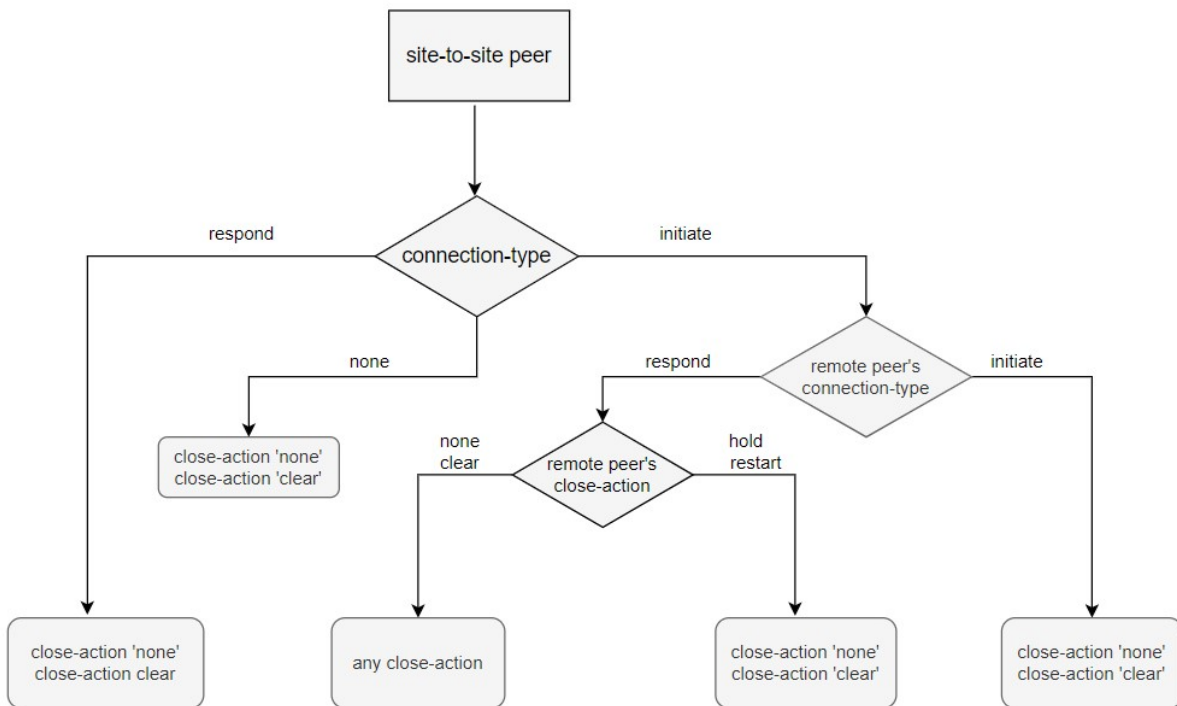 site-to-site peer
respond
connection-type
initiate
none
respond
remote peer's
connection-type
initiate
close-action 'none'
close-action 'clear'
none
clear
remote peer's
close-action
hold
restart
close-action 'none'
close-action clear
any close-action
close-action 'none'
close-action 'clear'
close-action 'none'
close-action 'clear'